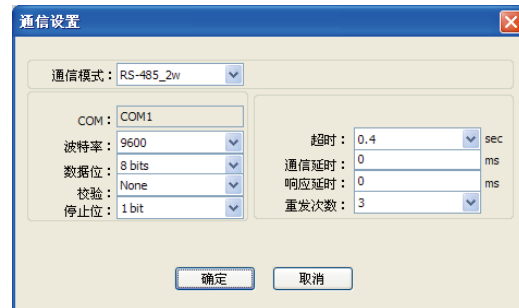 通信设置
通信模式： RS-485_2w
COM： COM1
波特率： 9600
数据位： 8 bits
校验： None
停止位： 1 bit
超时： 0.4 sec
通信延时： 0 ms
响应延时： 0 ms
重发次数： 3
确定 取消